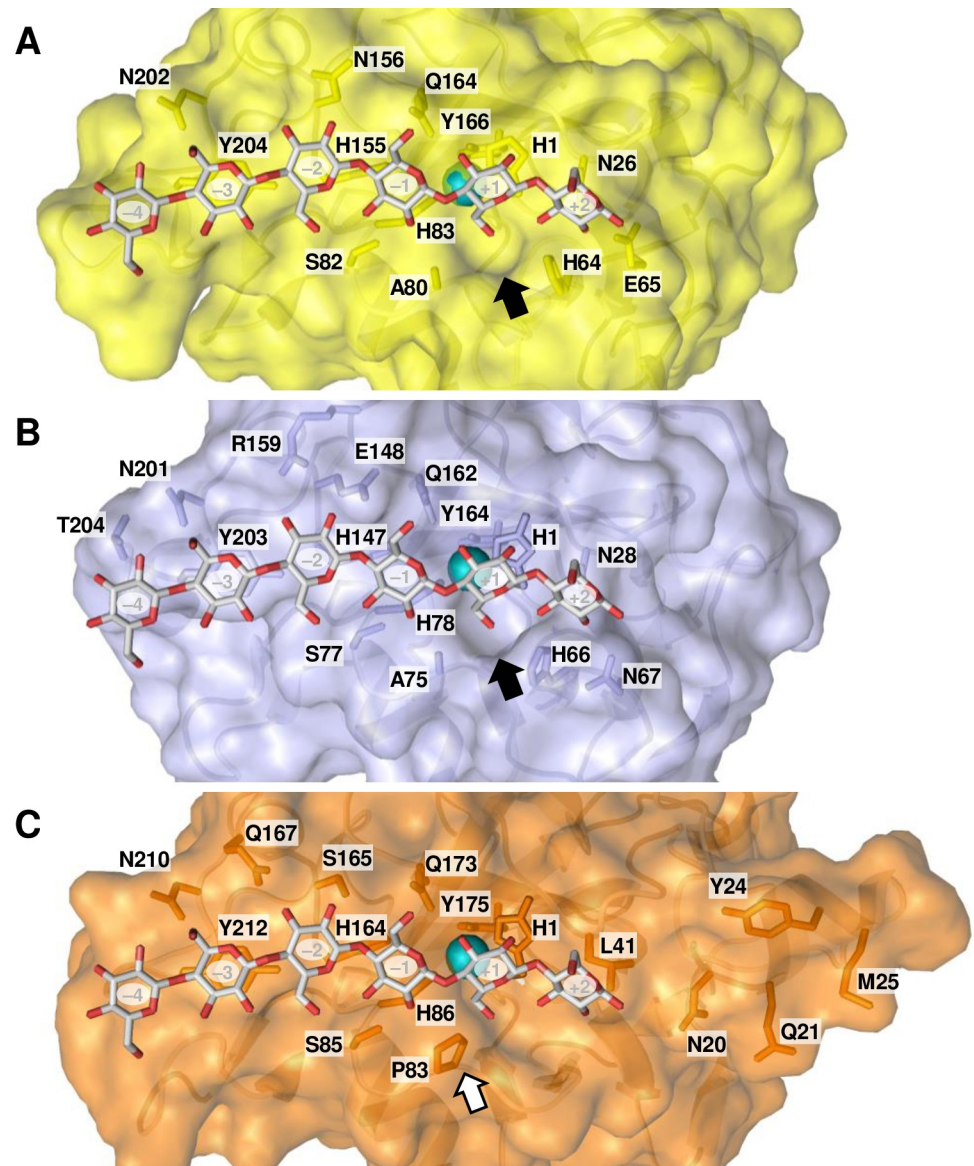 A
N202
N156
Q164
Y166
Y204
H155
H1
N26
–4
–3
–2
–1
+1
+2
H83
S82
A80
H64
E65
B
R159
E148
N201
Q162
T204
Y164
Y203
H147
H1
N28
–4
–3
–2
–1
+1
+2
H78
S77
A75
H66
N67
C
Q167
N210
S165
Q173
Y24
Y175
Y212
H164
H1
L41
–4
–3
–2
–1
+1
+2
M25
H86
S85
P83
N20
Q21